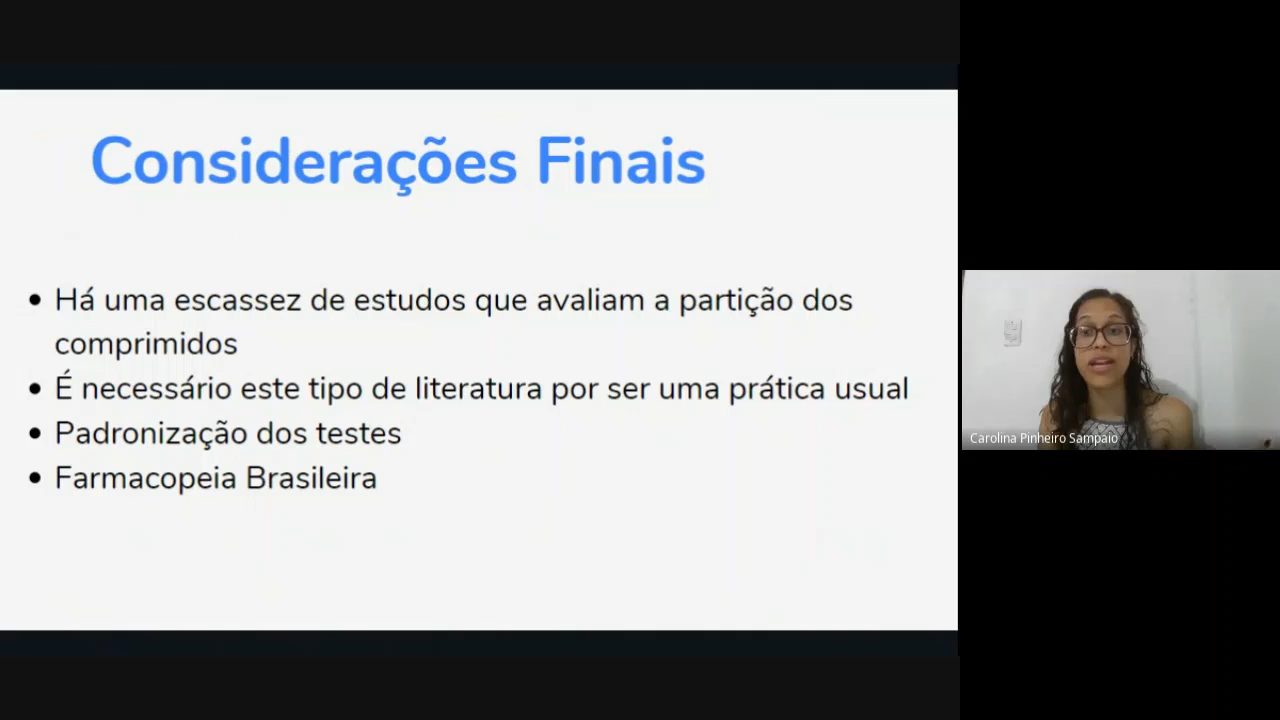 Considerações Finais
• Há uma escassez de estudos que avaliam a partição dos
comprimidos
• É necessário este tipo de literatura por ser uma prática usual
• Padronização dos testes
• Farmacopeia Brasileira
Carolina Pinheiro Sampaio